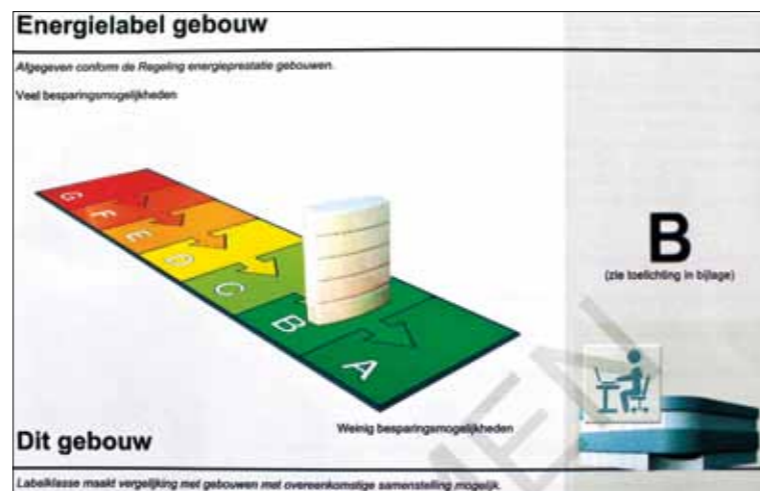 Energielabel gebouw
Afgegeven conform de Regeling energieprestatie gebouwen.
Veel besparingsmogelijkheden
G
F
E
D
C
B
A
B
(zie toelichting in bijlage)
Weinig besparingsmogelijkheden
Dit gebouw
Labelklasse maakt vergelijking met gebouwen met overeenkomstige samenstelling mogelijk.
MEN